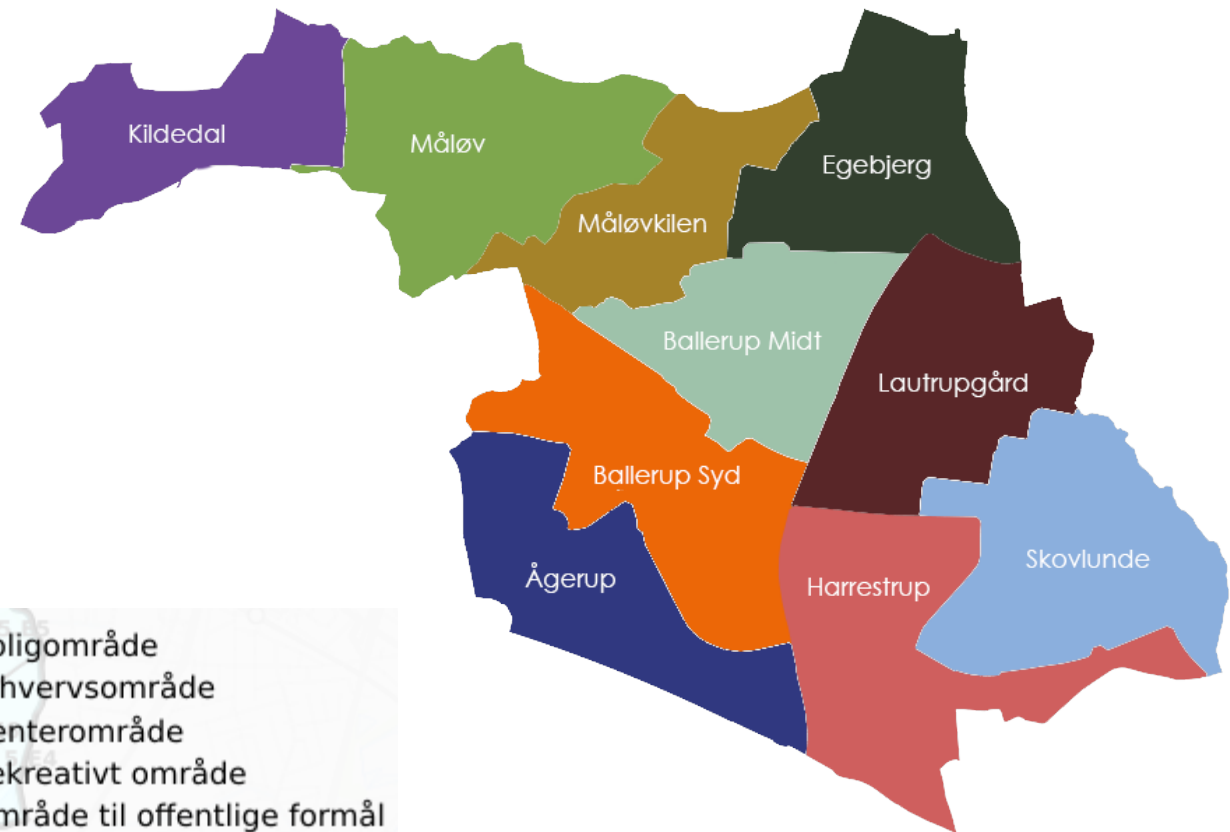 Kildedal
Måløv
Egebjerg
Måløvkilen
Ballerup Midt
Lautrupgård
Ballerup Syd
Skovlunde
Ågerup
Harrestrup
oligområde
hvervsområde
enterområde
ekreativt område
mråde til offentlige formål